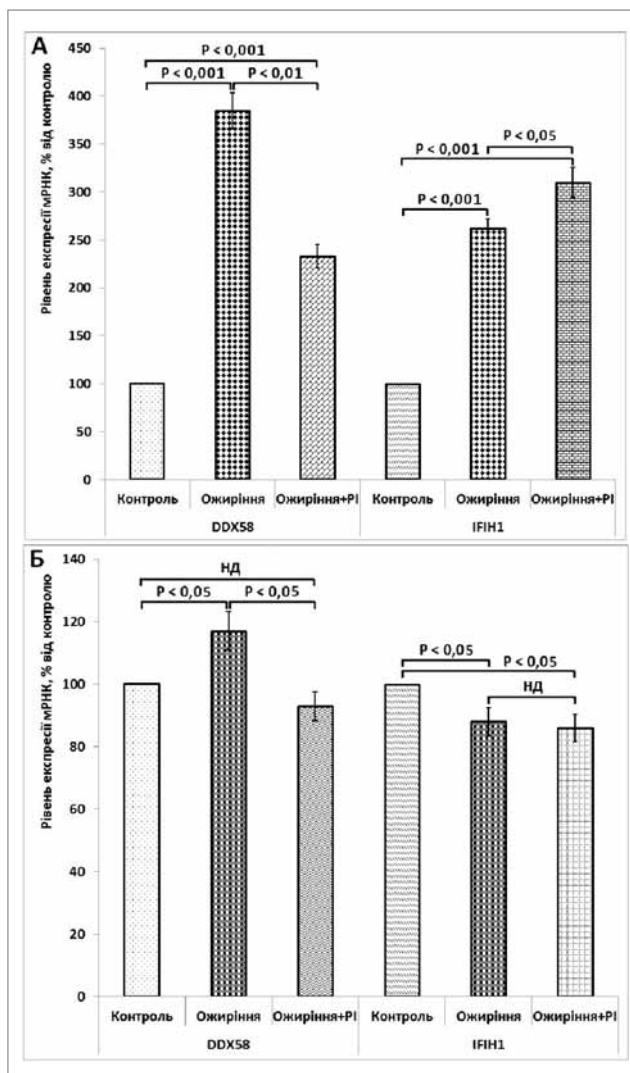 А
Рівень експресії мРНК, % від контролю
450
400
350
300
250
200
150
100
50
0
P < 0,001
P < 0,001
P < 0,01
P < 0,05
P < 0,001
P < 0,001
Контроль
Ожиріння
Ожиріння+РІ
Контроль
Ожиріння
Ожиріння+РІ
DDX58
IFIH1
Б
Рівень експресії мРНК, % від контролю
140
120
100
80
60
40
20
0
НД
P < 0,05
P < 0,05
P < 0,05
P < 0,05
НД
Контроль
Ожиріння
Ожиріння+РІ
Контроль
Ожиріння
Ожиріння+РІ
DDX58
IFIH1